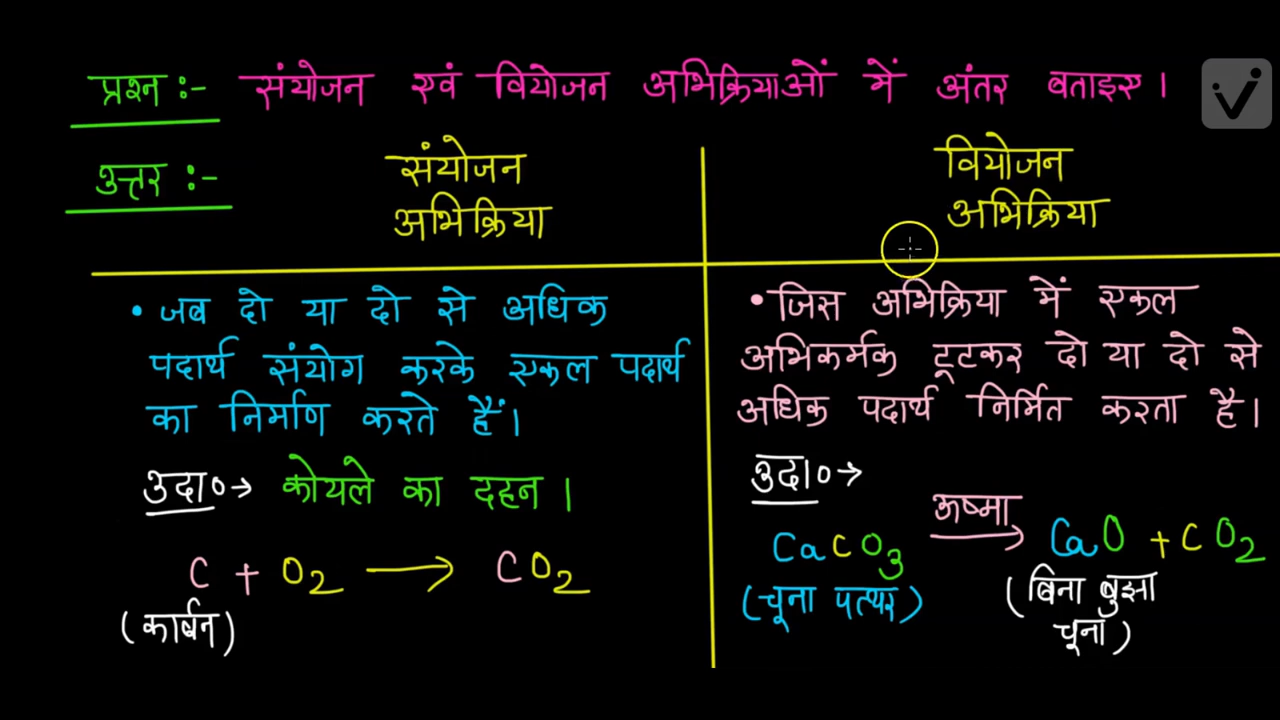 प्रश्न :- संयोजन एवं वियोजन अभिक्रियाओं में अंतर बताइए।
उत्तर :-
संयोजन
अभिक्रिया
वियोजन
अभिक्रिया
• जब दो या दो से अधिक
पदार्थ संयोग करके एकल पदार्थ
का निर्माण करते हैं।
उदा० → कोयले का दहन।
C + O₂ → CO₂
(कार्बन)
• जिस अभिक्रिया में एकल
अभिकर्मक टूटकर दो या दो से
अधिक पदार्थ निर्मित करता है।
उदा० →
ऊष्मा
CaCO₃ → CaO + CO₂
(चूना पत्थर) (बिना बुझा
चूना)